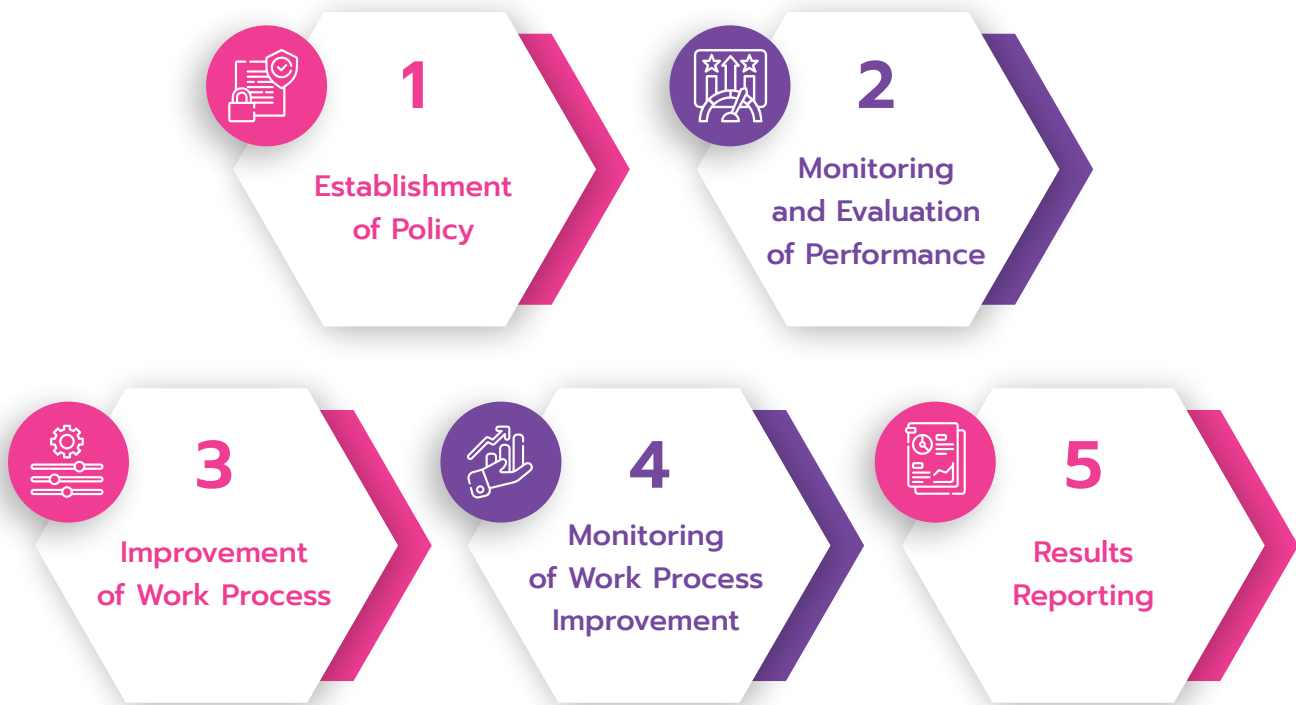 1
Establishment
of Policy
2
Monitoring
and Evaluation
of Performance
3
Improvement
of Work Process
4
Monitoring
of Work Process
Improvement
5
Results
Reporting